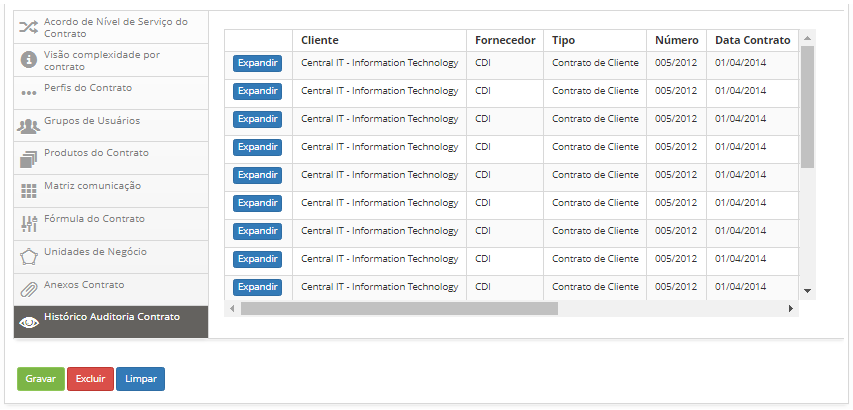 Acordo de Nível de Serviço do
Contrato
Visão complexidade por
contrato
Perfis do Contrato
Grupos de Usuários
Produtos do Contrato
Matriz comunicação
Fórmula do Contrato
Unidades de Negócio
Anexos Contrato
Histórico Auditoria Contrato
Cliente Fornecedor Tipo Número Data Contrato
Expandir Central IT - Information Technology CDI Contrato de Cliente 005/2012 01/04/2014
Expandir Central IT - Information Technology CDI Contrato de Cliente 005/2012 01/04/2014
Expandir Central IT - Information Technology CDI Contrato de Cliente 005/2012 01/04/2014
Expandir Central IT - Information Technology CDI Contrato de Cliente 005/2012 01/04/2014
Expandir Central IT - Information Technology CDI Contrato de Cliente 005/2012 01/04/2014
Expandir Central IT - Information Technology CDI Contrato de Cliente 005/2012 01/04/2014
Expandir Central IT - Information Technology CDI Contrato de Cliente 005/2012 01/04/2014
Expandir Central IT - Information Technology CDI Contrato de Cliente 005/2012 01/04/2014
Expandir Central IT - Information Technology CDI Contrato de Cliente 005/2012 01/04/2014
Gravar Excluir Limpar